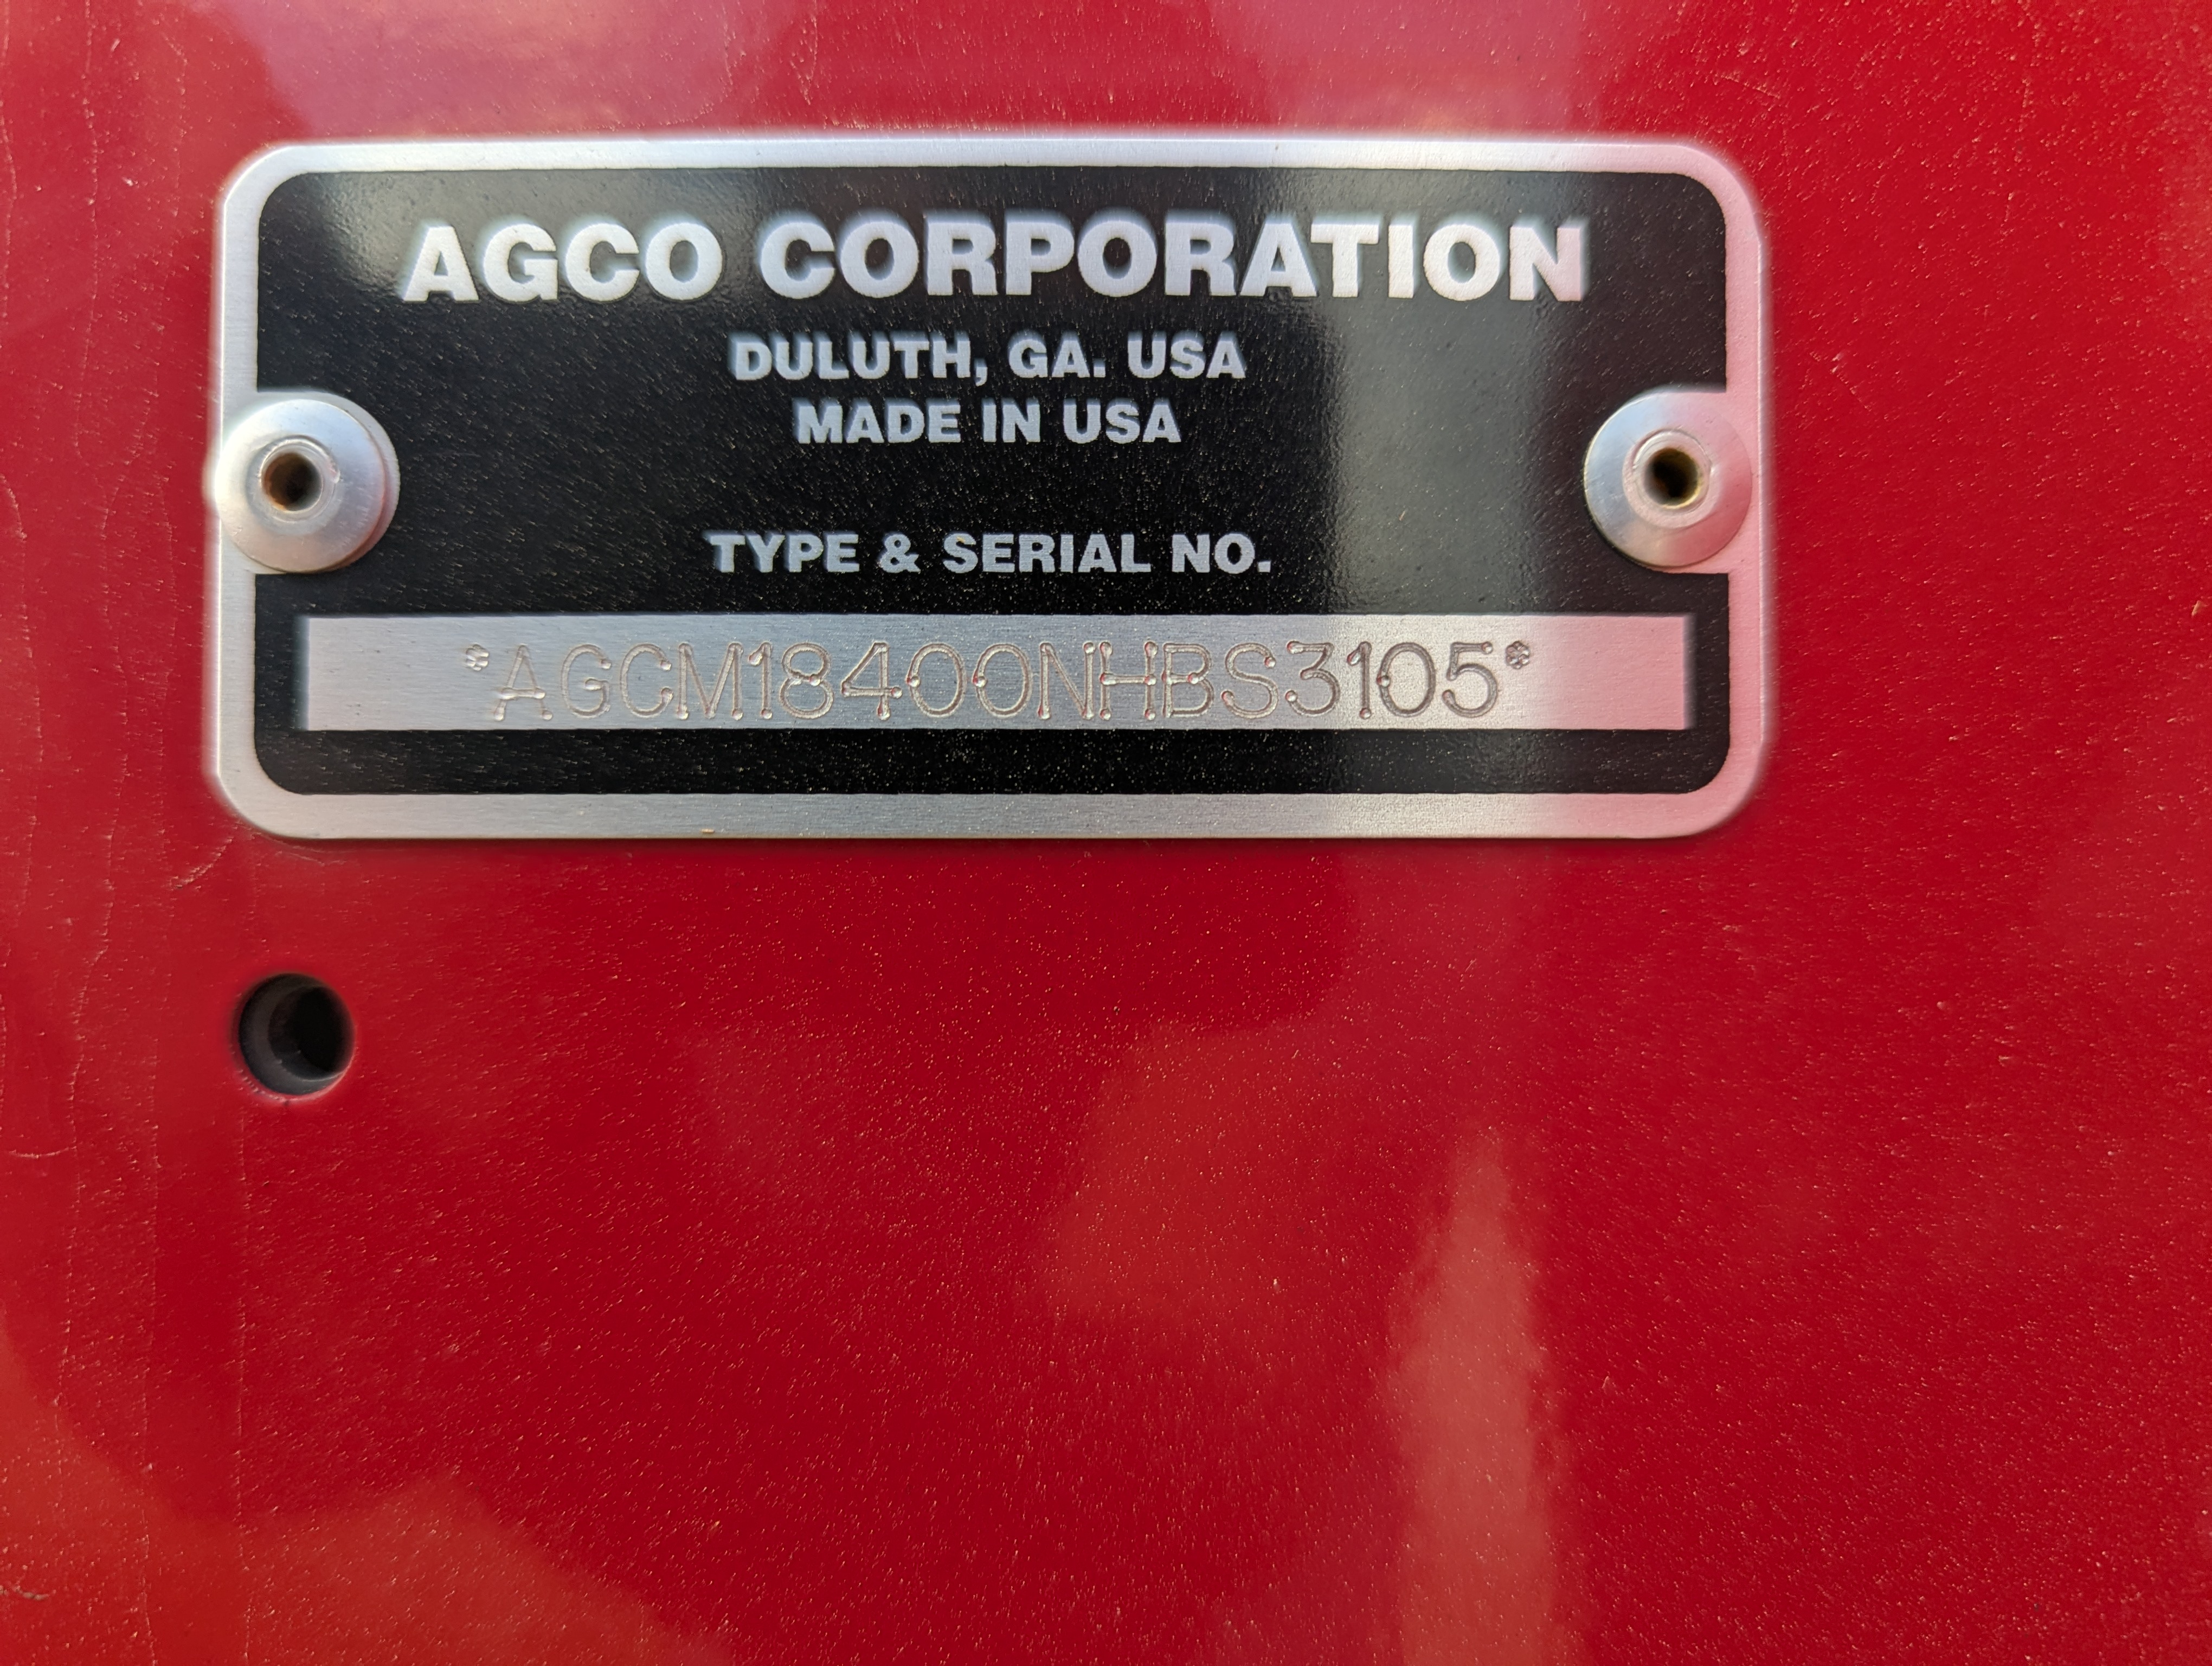 AGCO CORPORATION
DULUTH, GA. USA
MADE IN USA
TYPE & SERIAL NO.
*AGCM18400NHBS3105*